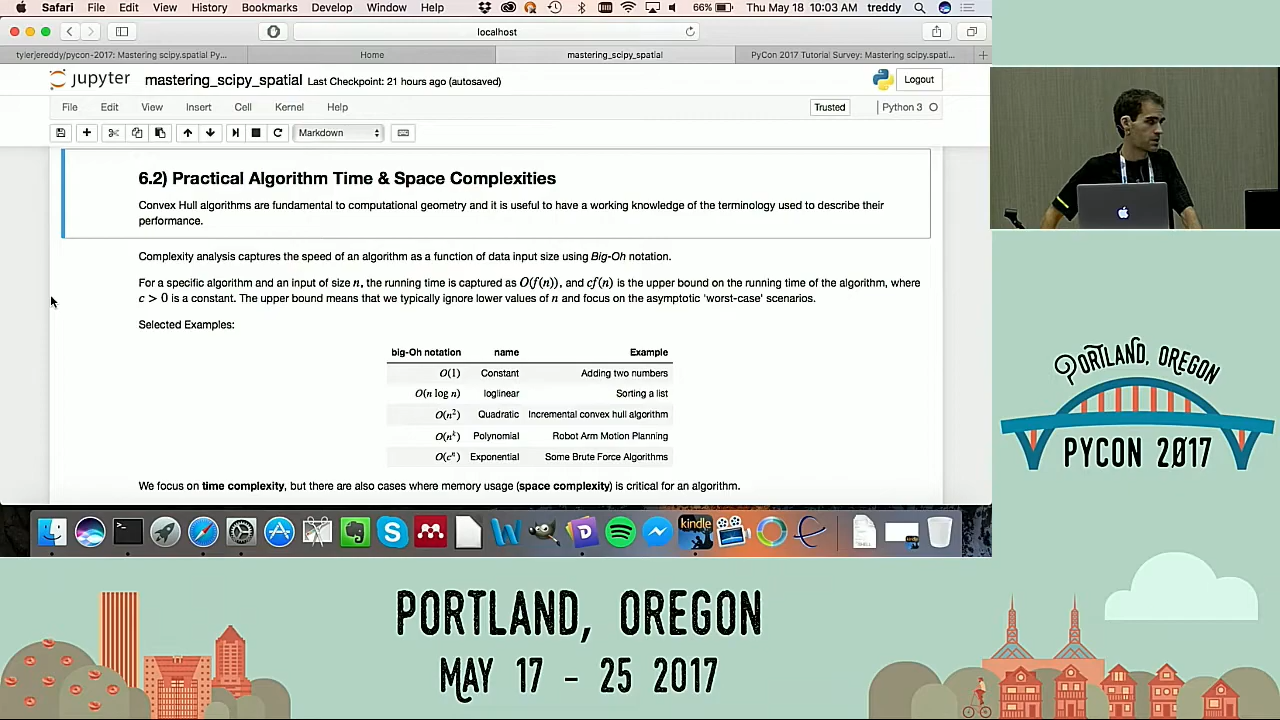 Safari File Edit View History Bookmarks Develop Window Help 66% Thu May 18 10:03 AM treddy
localhost
tylerjereddy/pycon-2017: Mastering scipy.spatial Py... Home mastering_scipy_spatial PyCon 2017 Tutorial Survey: Mastering scipy.spati...
jupyter mastering_scipy_spatial Last Checkpoint: 21 hours ago (autosaved) Logout
File Edit View Insert Cell Kernel Help Trusted Python 3
Markdown
6.2) Practical Algorithm Time & Space Complexities
Convex Hull algorithms are fundamental to computational geometry and it is useful to have a working knowledge of the terminology used to describe their
performance.
Complexity analysis captures the speed of an algorithm as a function of data input size using Big-Oh notation.
For a specific algorithm and an input of size n, the running time is captured as O(f(n)), and cf(n) is the upper bound on the running time of the algorithm, where
c > 0 is a constant. The upper bound means that we typically ignore lower values of n and focus on the asymptotic 'worst-case' scenarios.
Selected Examples:
big-Oh notation name Example
O(1) Constant Adding two numbers
O(n log n) loglinear Sorting a list
O(n²) Quadratic Incremental convex hull algorithm
O(nᵏ) Polynomial Robot Arm Motion Planning
O(cⁿ) Exponential Some Brute Force Algorithms
We focus on time complexity, but there are also cases where memory usage (space complexity) is critical for an algorithm.
kindle
PORTLAND, OREGON
PYCON 2017
PORTLAND, OREGON
MAY 17 - 25 2017